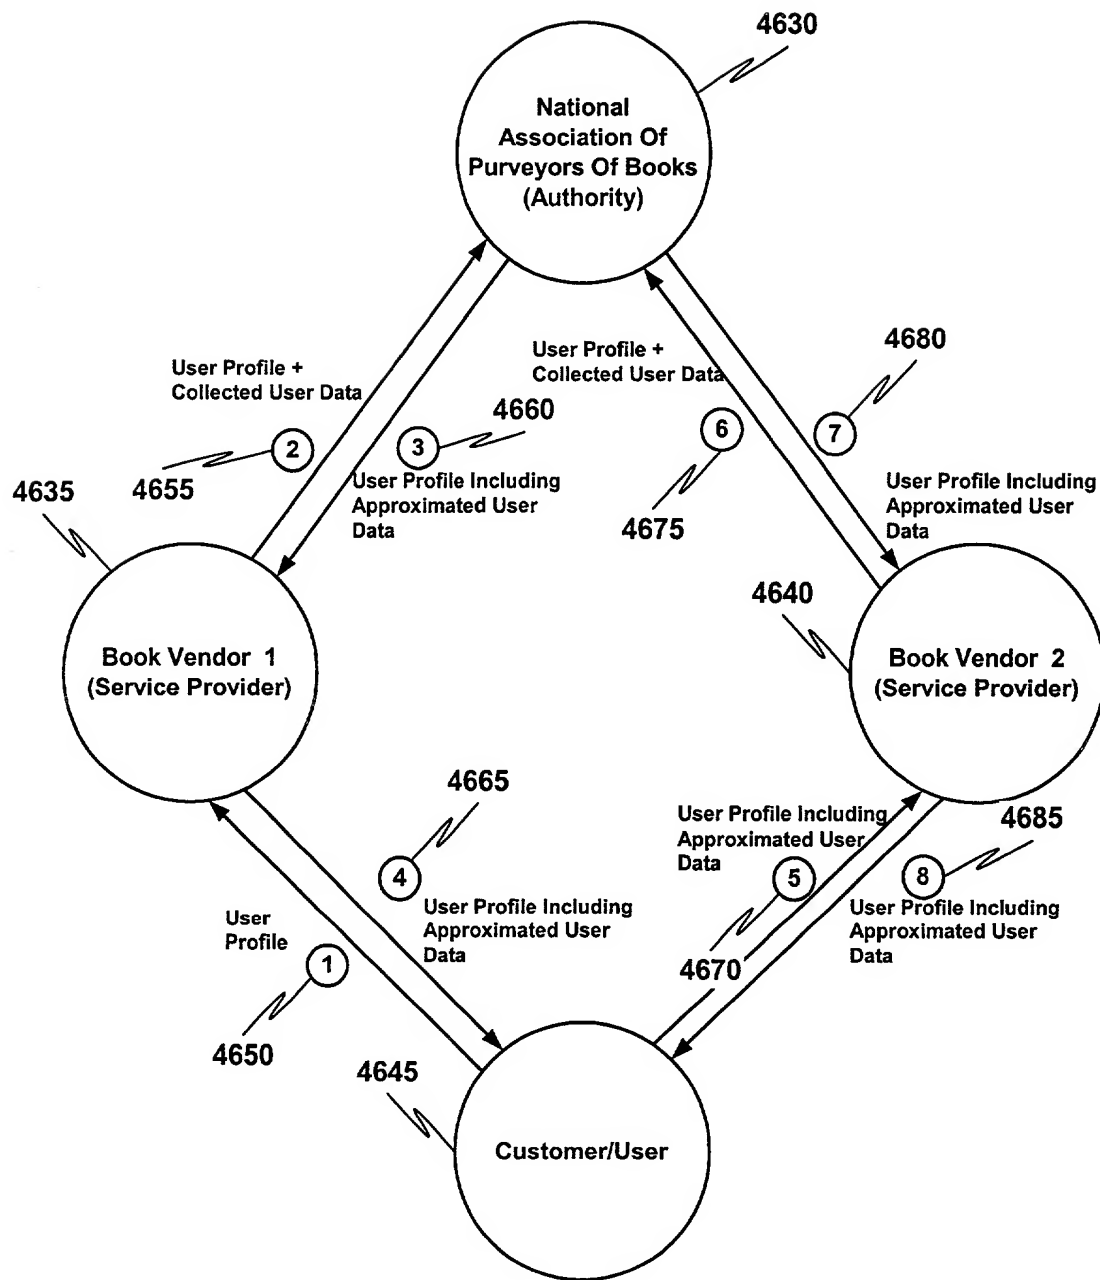 4630
National
Association Of
Purveyors Of Books
(Authority)
User Profile +
Collected User Data
User Profile +
Collected User Data
4680
4660
2
3
6
7
4655
User Profile Including
Approximated User
Data
4675
User Profile Including
Approximated User
Data
4635
4640
Book Vendor 1
(Service Provider)
Book Vendor 2
(Service Provider)
4665
User Profile Including
Approximated User
Data
4685
4
5
8
User
Profile
User Profile Including
Approximated User
Data
User Profile Including
Approximated User
Data
1
4670
4650
4645
Customer/User